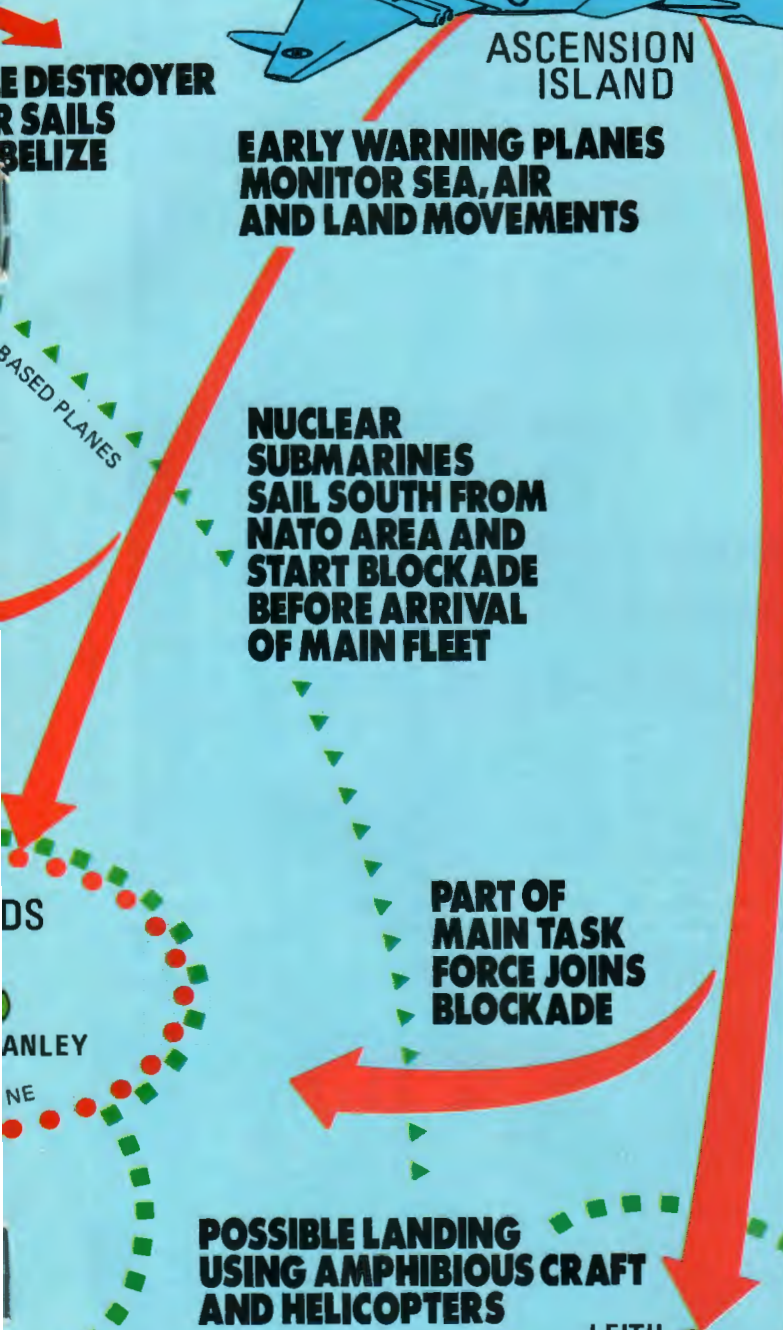 ASCENSION
ISLAND
E DESTROYER
R SAILS
BELIZE
EARLY WARNING PLANES
MONITOR SEA, AIR
AND LAND MOVEMENTS
BASED PLANES
NUCLEAR
SUBMARINES
SAIL SOUTH FROM
NATO AREA AND
START BLOCKADE
BEFORE ARRIVAL
OF MAIN FLEET
DS
PART OF
MAIN TASK
FORCE JOINS
BLOCKADE
ANLEY
NE
POSSIBLE LANDING
USING AMPHIBIOUS CRAFT
AND HELICOPTERS
LEITH